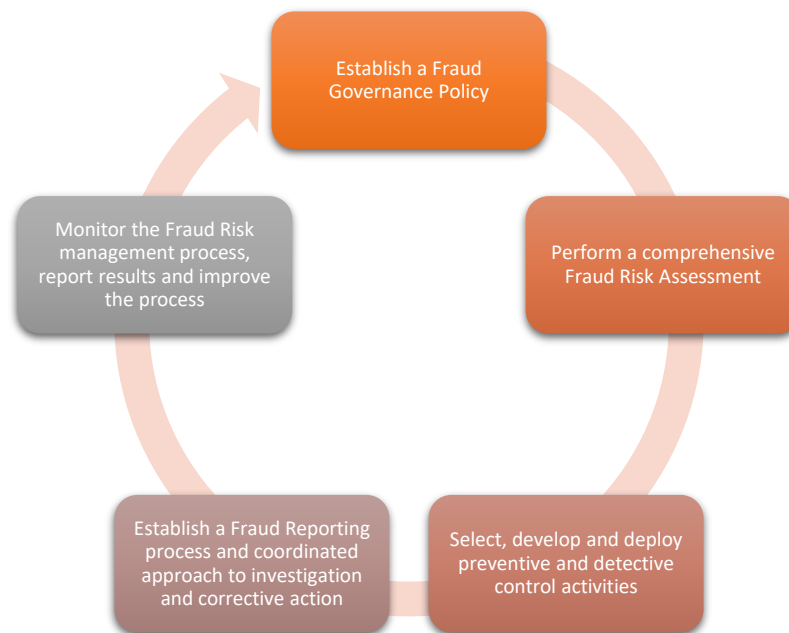 Establish a Fraud
Governance Policy
Perform a comprehensive
Fraud Risk Assessment
Select, develop and deploy
preventive and detective
control activities
Establish a Fraud Reporting
process and coordinated
approach to investigation
and corrective action
Monitor the Fraud Risk
management process,
report results and improve
the process